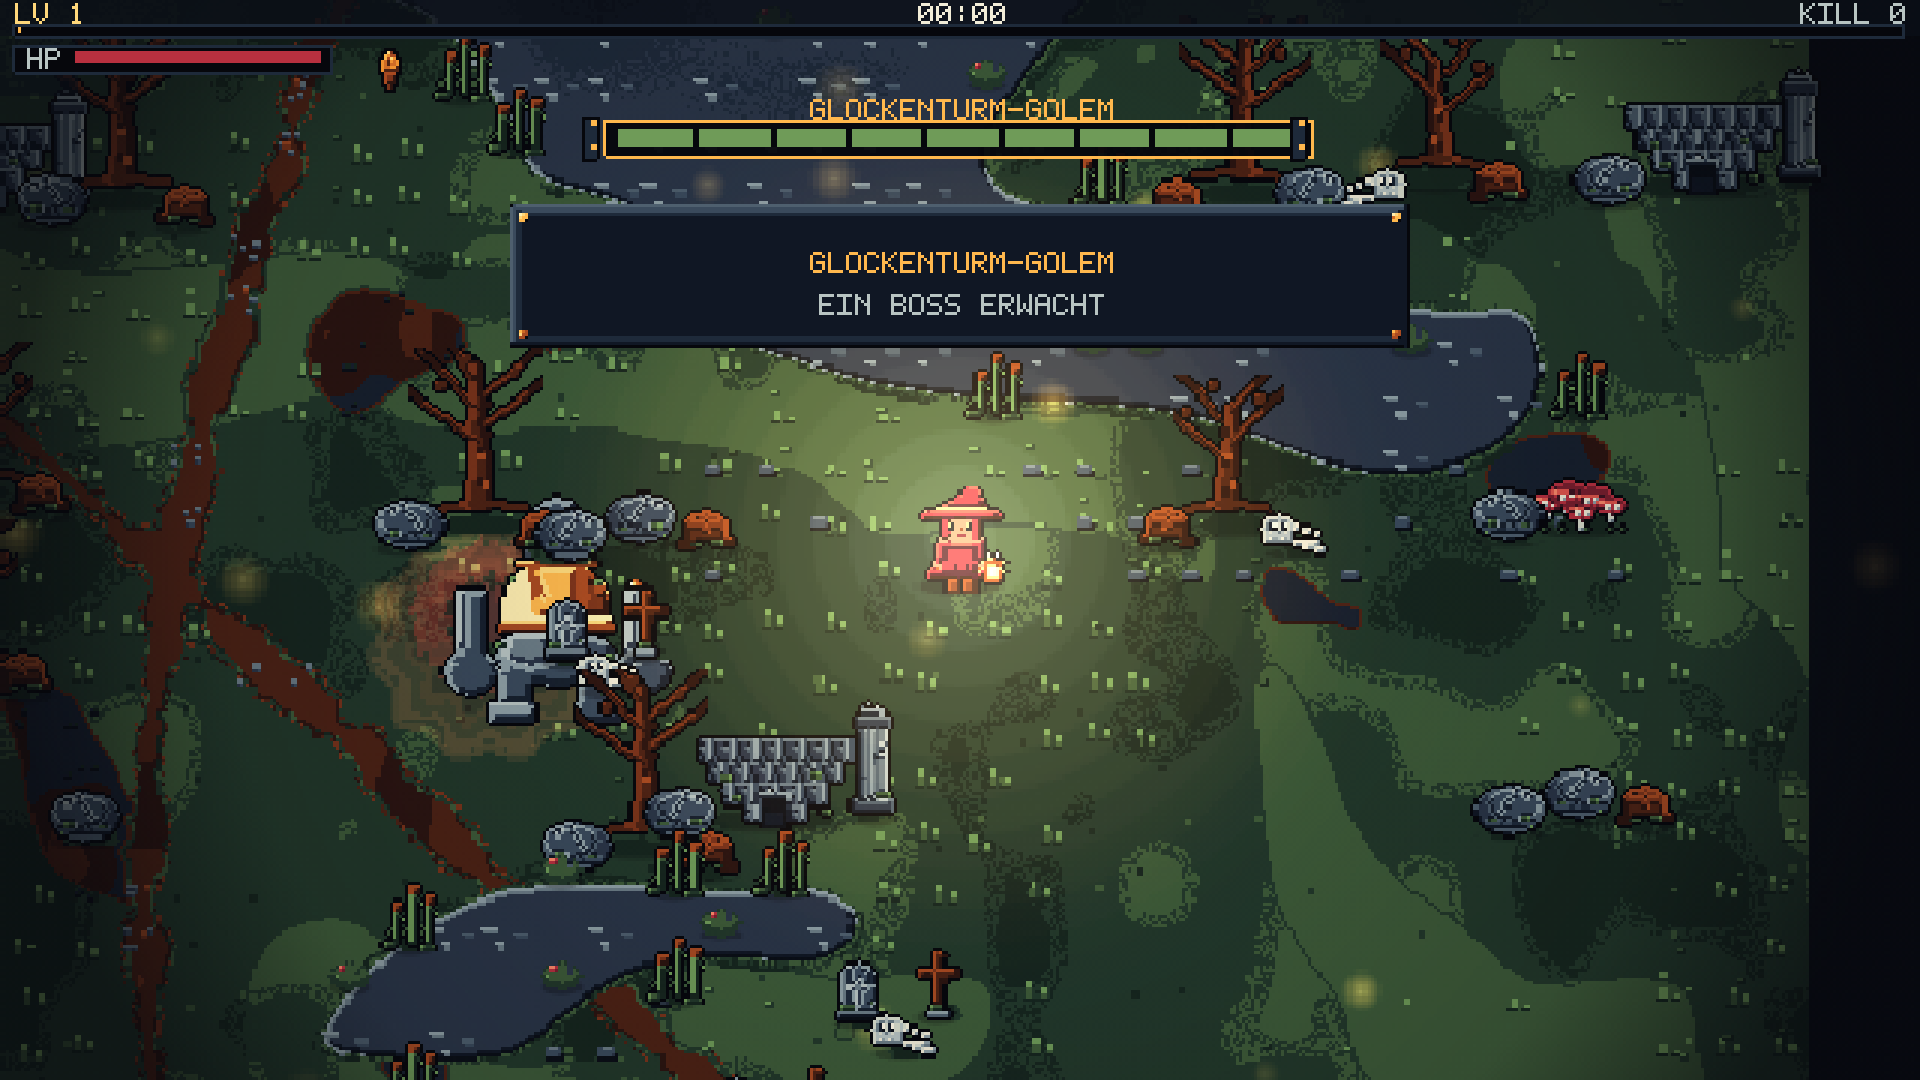 LV 1
00:00
KILL 0
HP
GLOCKENTURM-GOLEM
GLOCKENTURM-GOLEM
EIN BOSS ERWACHT